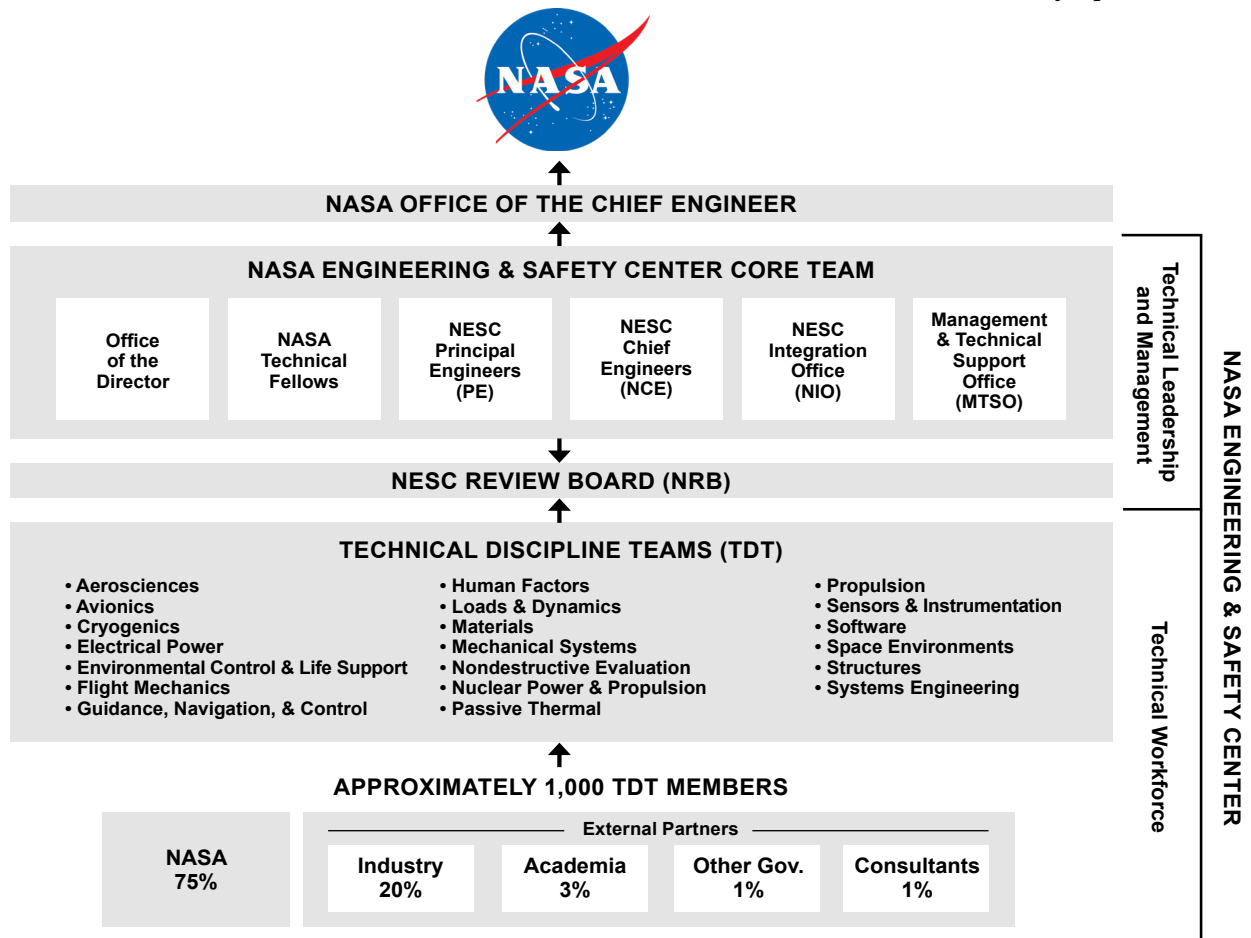 NASA
NASA OFFICE OF THE CHIEF ENGINEER
NASA ENGINEERING & SAFETY CENTER CORE TEAM
Office
of the
Director
NASA
Technical
Fellows
NESC
Principal
Engineers
(PE)
NESC
Chief
Engineers
(NCE)
NESC
Integration
Office
(NIO)
Management
& Technical
Support
Office
(MTSO)
NESC REVIEW BOARD (NRB)
TECHNICAL DISCIPLINE TEAMS (TDT)
• Aerosciences
• Avionics
• Cryogenics
• Electrical Power
• Environmental Control & Life Support
• Flight Mechanics
• Guidance, Navigation, & Control
• Human Factors
• Loads & Dynamics
• Materials
• Mechanical Systems
• Nondestructive Evaluation
• Nuclear Power & Propulsion
• Passive Thermal
• Propulsion
• Sensors & Instrumentation
• Software
• Space Environments
• Structures
• Systems Engineering
APPROXIMATELY 1,000 TDT MEMBERS
NASA
75%
External Partners
Industry
20%
Academia
3%
Other Gov.
1%
Consultants
1%
Technical Leadership
and Management
Technical Workforce
NASA ENGINEERING & SAFETY CENTER